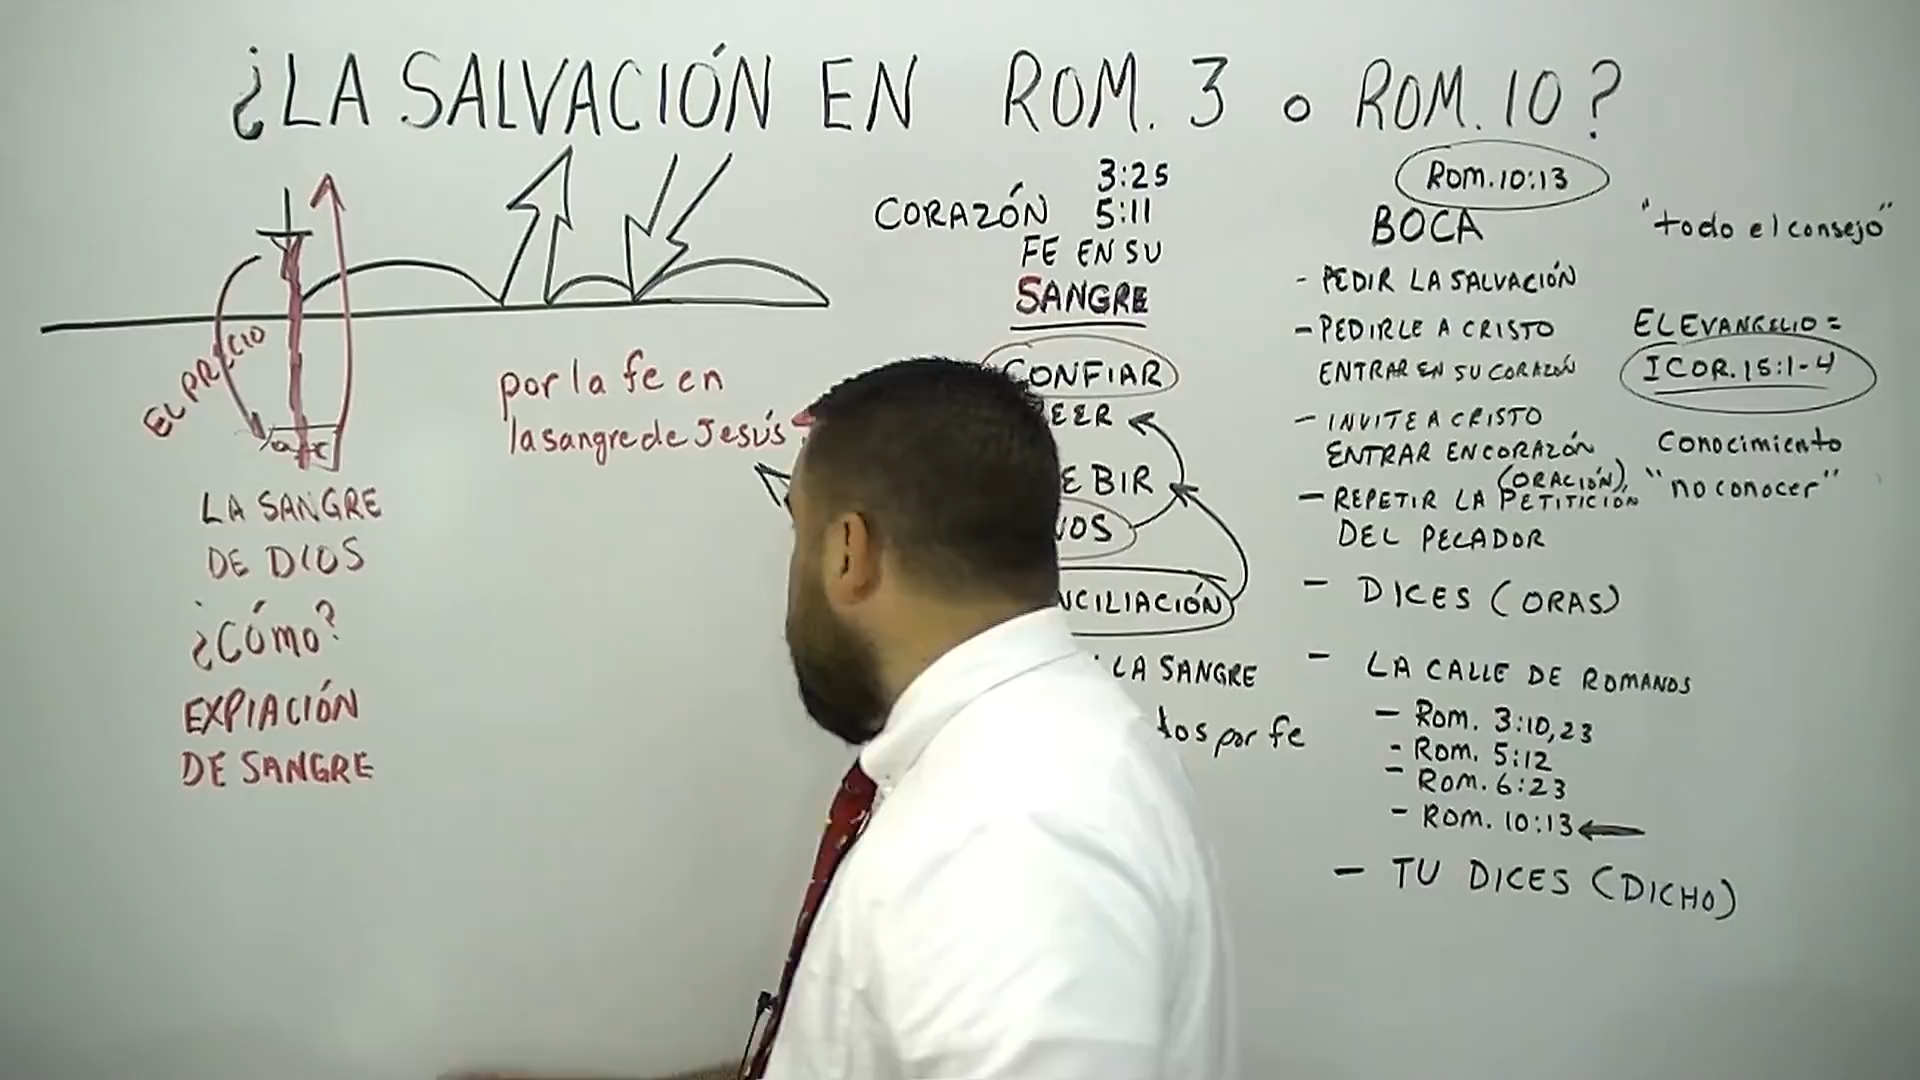 ¿LA SALVACIÓN EN ROM. 3 o ROM. 10?
EL PRECIO
LA SANGRE
DE DIOS
¿CÓMO?
EXPIACIÓN
DE SANGRE
por la fe en
la sangre de Jesús
3:25
CORAZÓN 5:11
FE EN SU
SANGRE
CONFIAR
EER
EBIR
VOS
NCILIACIÓN
LA SANGRE
tos por fe
Rom. 10:13
BOCA
- PEDIR LA SALVACIÓN
- PEDIRLE A CRISTO
ENTRAR EN SU CORAZÓN
- INVITE A CRISTO
ENTRAR EN CORAZÓN
(ORACIÓN),
- REPETIR LA PETITICIÓN
DEL PECADOR
- DICES (ORAS)
- LA CALLE DE ROMANOS
- Rom. 3:10,23
- Rom. 5:12
- Rom. 6:23
- Rom. 10:13
- TU DICES (DICHO)
"todo el consejo"
EL EVANGELIO =
I COR. 15:1-4
Conocimiento
"no conocer"